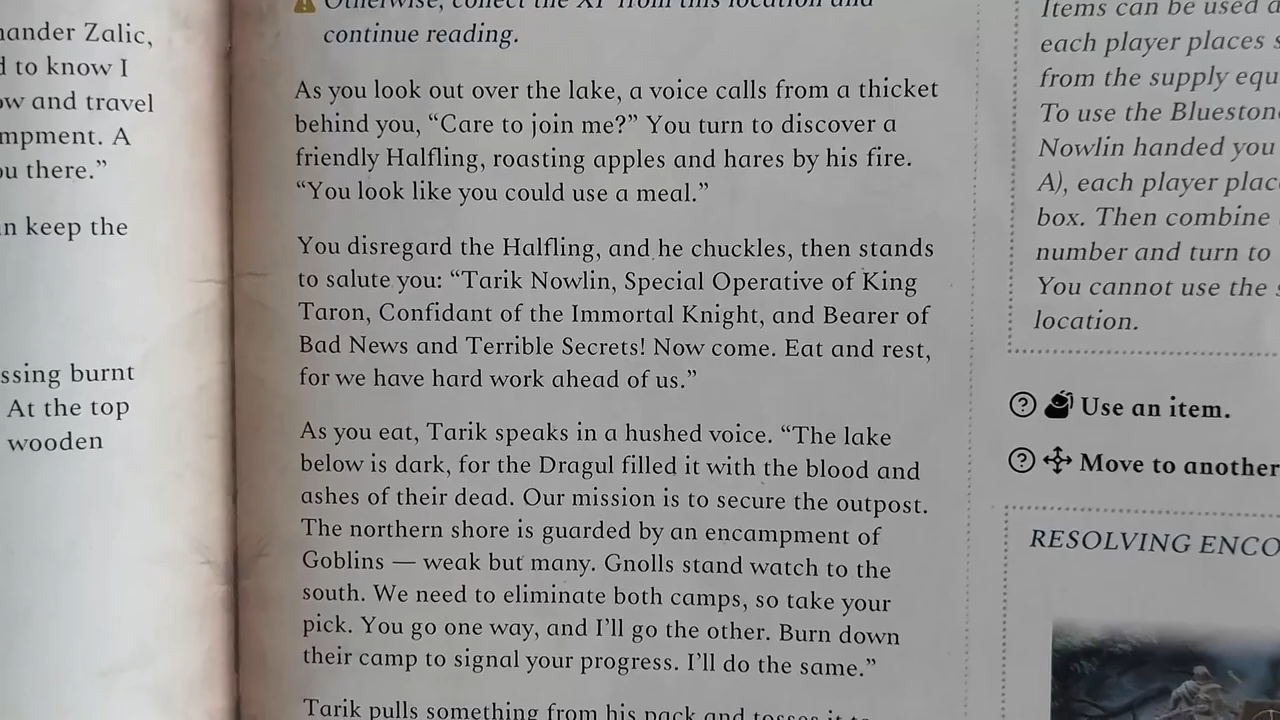 ander Zalic,
to know I
ow and travel
mpment. A
ou there.”
n keep the
ssing burnt
At the top
wooden
Otherwise, collect the XP from this location and
continue reading.
As you look out over the lake, a voice calls from a thicket
behind you, “Care to join me?” You turn to discover a
friendly Halfling, roasting apples and hares by his fire.
“You look like you could use a meal.”
You disregard the Halfling, and he chuckles, then stands
to salute you: “Tarik Nowlin, Special Operative of King
Taron, Confidant of the Immortal Knight, and Bearer of
Bad News and Terrible Secrets! Now come. Eat and rest,
for we have hard work ahead of us.”
As you eat, Tarik speaks in a hushed voice. “The lake
below is dark, for the Dragul filled it with the blood and
ashes of their dead. Our mission is to secure the outpost.
The northern shore is guarded by an encampment of
Goblins — weak but many. Gnolls stand watch to the
south. We need to eliminate both camps, so take your
pick. You go one way, and I’ll go the other. Burn down
their camp to signal your progress. I’ll do the same.”
Tarik pulls something from his pack and tosses it to
Items can be used a
each player places s
from the supply equ
To use the Bluestone
Nowlin handed you
A), each player place
box. Then combine
number and turn to
You cannot use the s
location.
Use an item.
Move to another
RESOLVING ENCO